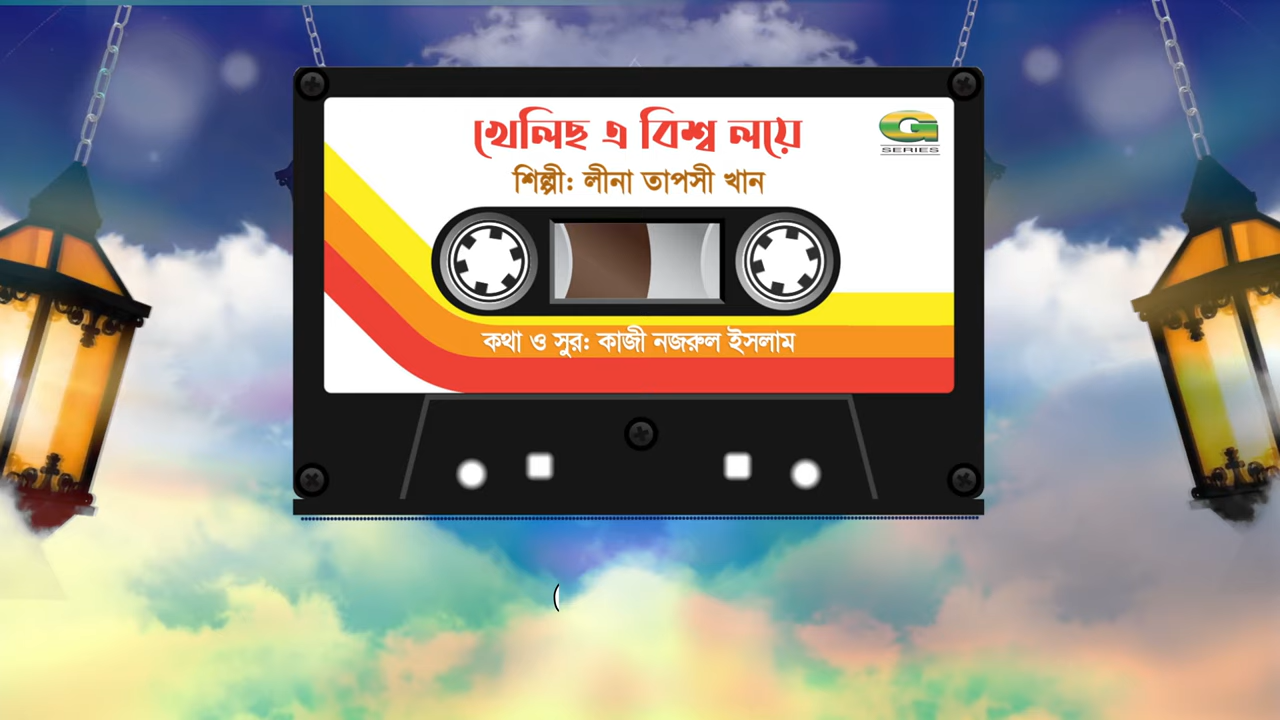 খেলিছ এ বিশ্ব লয়ে
G
SERIES
শিল্পী: লীনা তাপসী খান
কথা ও সুর: কাজী নজরুল ইসলাম
(